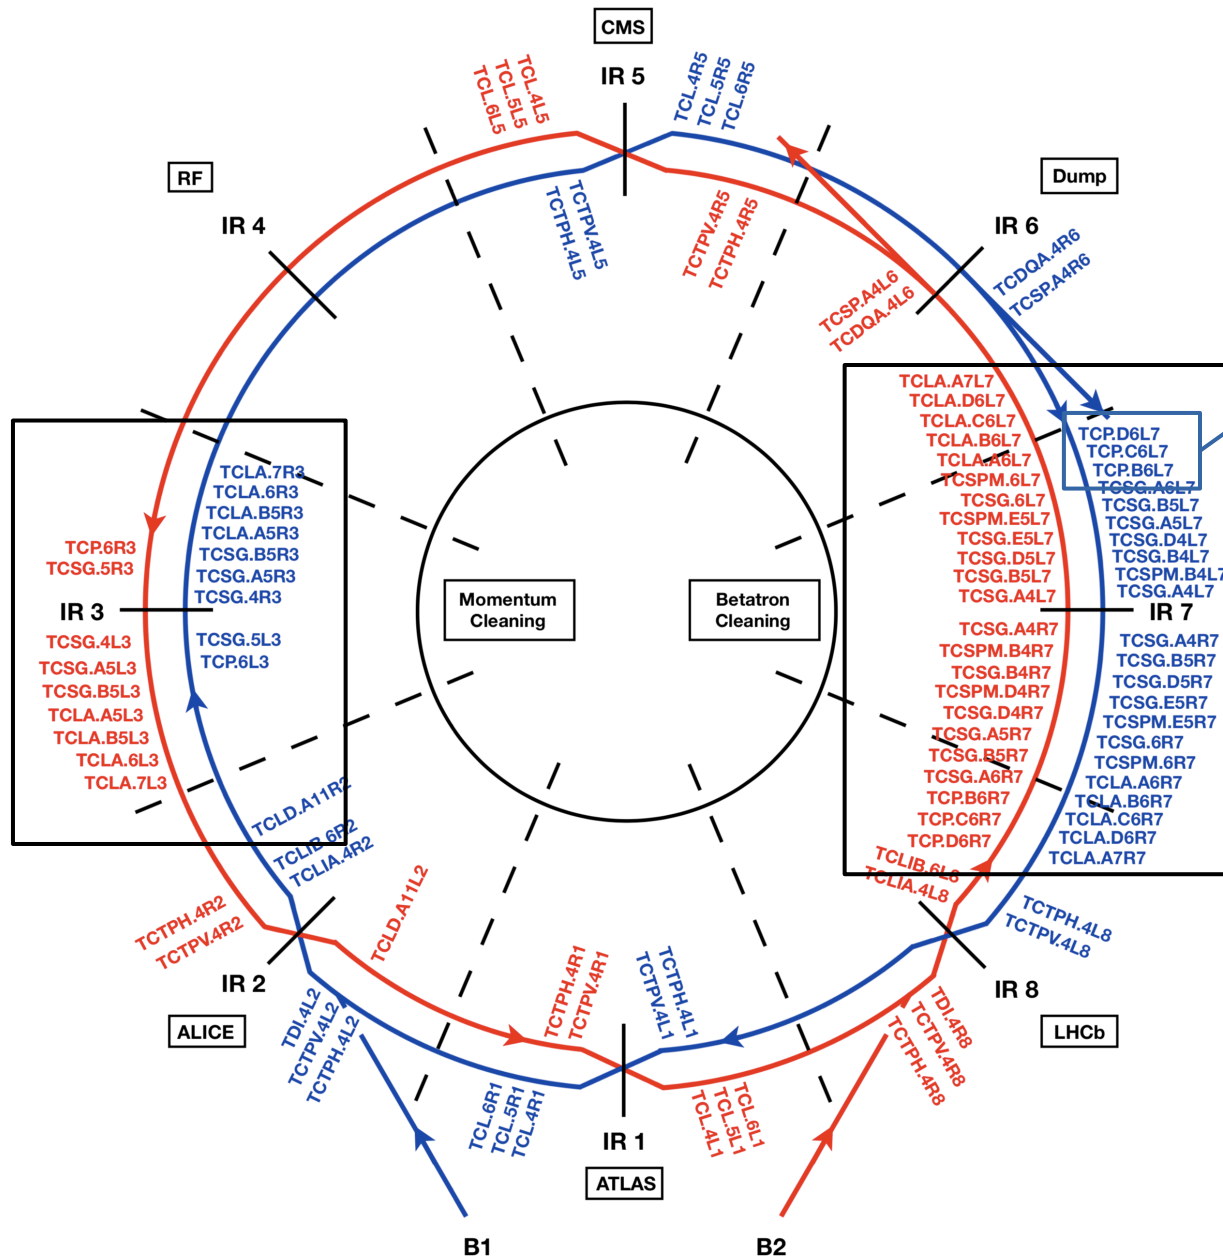 CMS
IR 5
TCL.6L5
TCL.5L5
TCL.4L5
TCL.4R5
TCL.5R5
TCL.6R5
RF
IR 4
Dump
IR 6
TCTPH.4L5
TCTPV.4L5
TCTPV.4R5
TCTPH.4R5
TCSP.A4L6
TCDQA.4L6
TCDQA.4R6
TCSP.A4R6
TCLA.7R3
TCLA.6R3
TCLA.B5R3
TCLA.A5R3
TCSG.B5R3
TCSG.A5R3
TCSG.4R3
TCP.6R3
TCSG.5R3
IR 3
TCSG.5L3
TCP.6L3
TCSG.4L3
TCSG.A5L3
TCSG.B5L3
TCLA.A5L3
TCLA.B5L3
TCLA.6L3
TCLA.7L3
Momentum
Cleaning
Betatron
Cleaning
TCLA.A7L7
TCLA.D6L7
TCLA.C6L7
TCLA.B6L7
TCLA.A6L7
TCSPM.6L7
TCSG.6L7
TCSPM.E5L7
TCSG.E5L7
TCSG.D5L7
TCSG.B5L7
TCSG.A4L7
TCSG.A4R7
TCSPM.B4R7
TCSG.B4R7
TCSPM.D4R7
TCSG.D4R7
TCSG.A5R7
TCSG.B5R7
TCSG.A6R7
TCP.B6R7
TCP.C6R7
TCP.D6R7
TCP.D6L7
TCP.C6L7
TCP.B6L7
TCSG.A6L7
TCSG.B5L7
TCSG.A5L7
TCSG.D4L7
TCSG.B4L7
TCSPM.B4L7
TCSG.A4L7
IR 7
TCSG.A4R7
TCSG.B5R7
TCSG.D5R7
TCSG.E5R7
TCSPM.E5R7
TCSG.6R7
TCSPM.6R7
TCLA.A6R7
TCLA.B6R7
TCLA.C6R7
TCLA.D6R7
TCLA.A7R7
TCLD.A11R2
TCLIB.6R2
TCLIA.4R2
TCLIB.6L8
TCLIA.4L8
TCTPH.4R2
TCTPV.4R2
TCLD.A11L2
TCTPH.4L8
TCTPV.4L8
IR 2
ALICE
IR 8
LHCb
TDI.4L2
TCTPV.4L2
TCTPH.4L2
TCTPH.4R1
TCTPV.4R1
TCTPV.4L1
TCTPH.4L1
TDI.4R8
TCTPV.4R8
TCTPH.4R8
TCL.6R1
TCL.5R1
TCL.4R1
TCL.4L1
TCL.5L1
TCL.6L1
IR 1
ATLAS
B1
B2